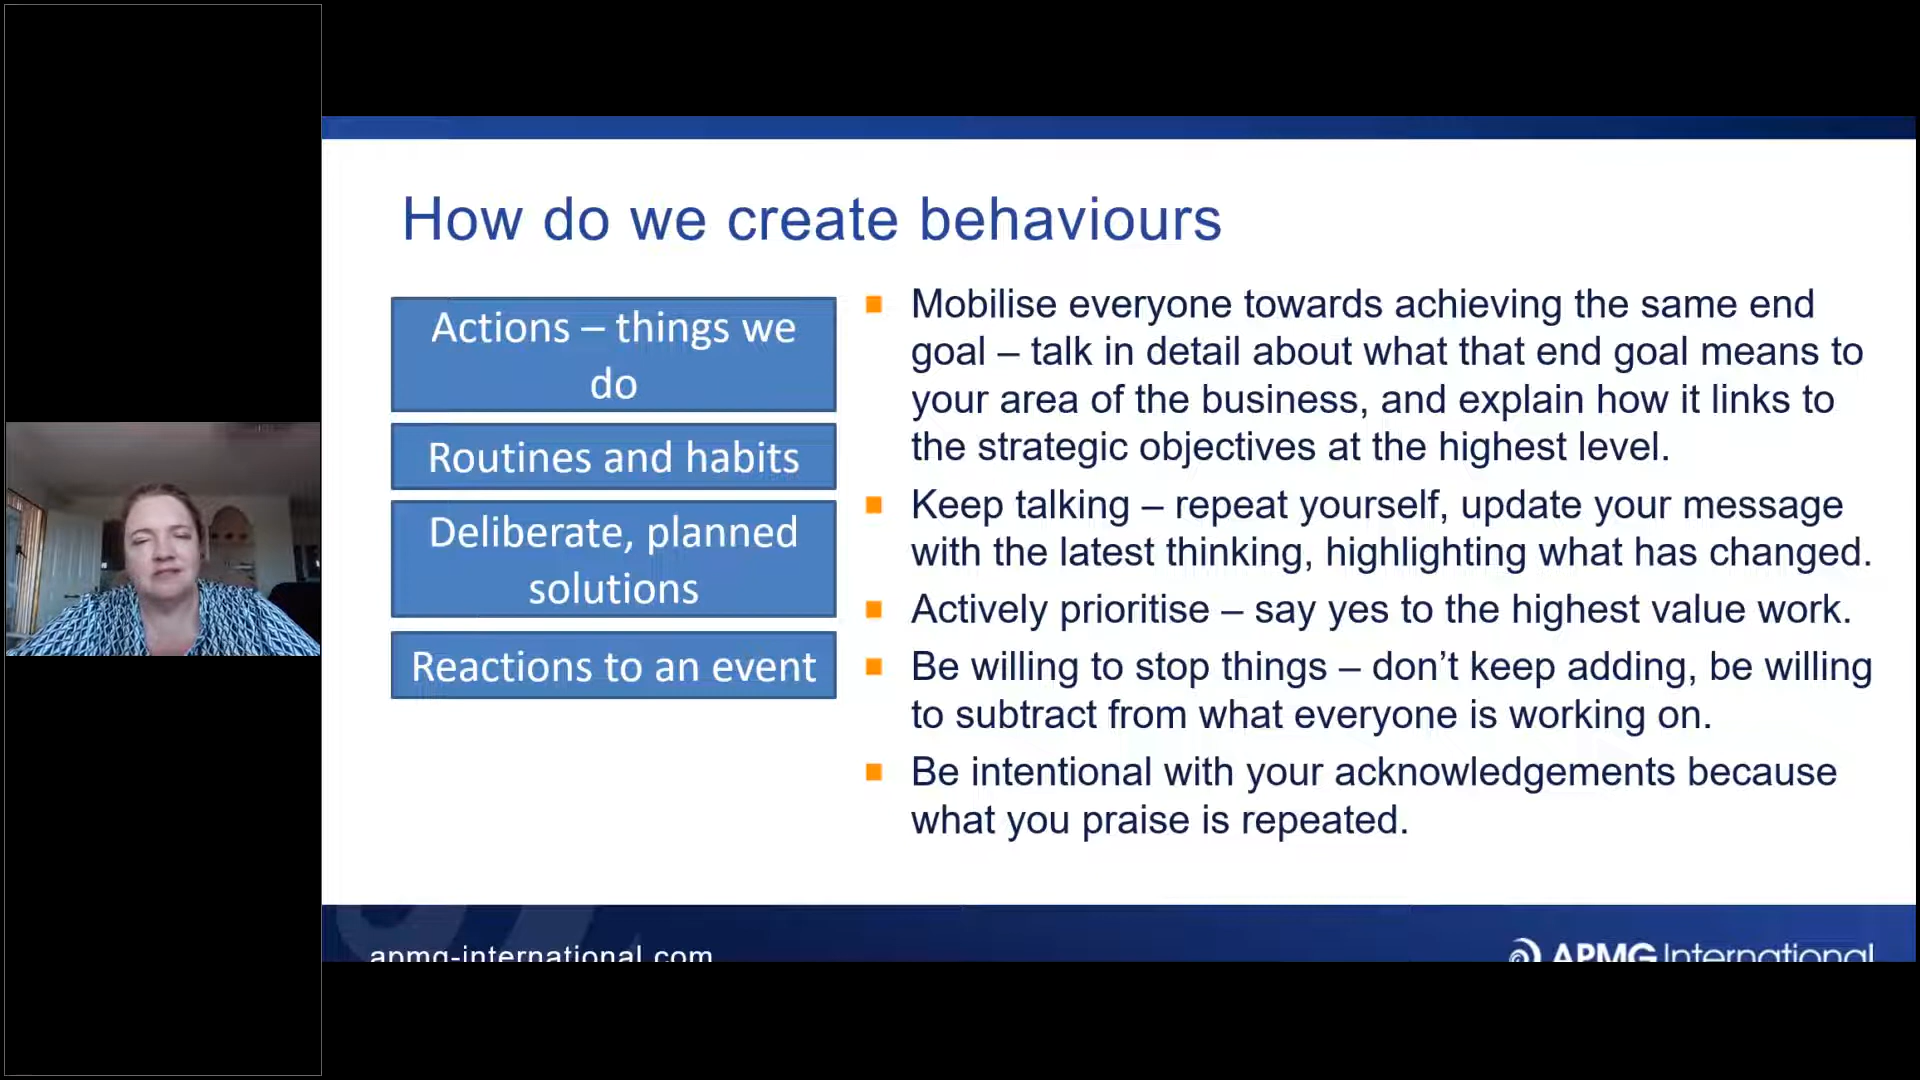 How do we create behaviours
Actions – things we
do
Routines and habits
Deliberate, planned
solutions
Reactions to an event
Mobilise everyone towards achieving the same end
goal – talk in detail about what that end goal means to
your area of the business, and explain how it links to
the strategic objectives at the highest level.
Keep talking – repeat yourself, update your message
with the latest thinking, highlighting what has changed.
Actively prioritise – say yes to the highest value work.
Be willing to stop things – don’t keep adding, be willing
to subtract from what everyone is working on.
Be intentional with your acknowledgements because
what you praise is repeated.
apmg-international.com
APMG International